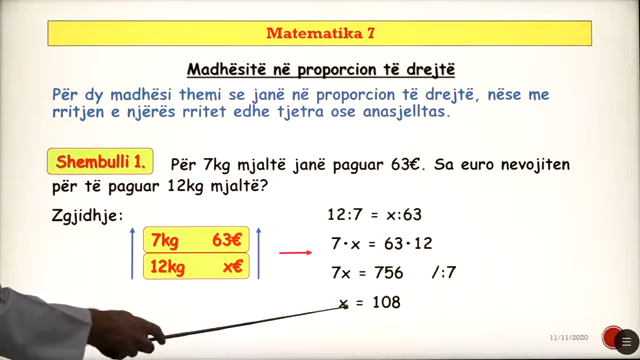 Matematika 7
Madhësitë në proporcion të drejtë
Për dy madhësi themi se janë në proporcion të drejtë, nëse me
rritjen e njërës rritet edhe tjetra ose anasjelltas.
Shembulli 1. Për 7kg mjaltë janë paguar 63€. Sa euro nevojiten
për të paguar 12kg mjaltë?
Zgjidhje:
7kg 63€
12kg x€
12:7 = x:63
7·x = 63·12
7x = 756 /:7
x = 108
11/11/2020